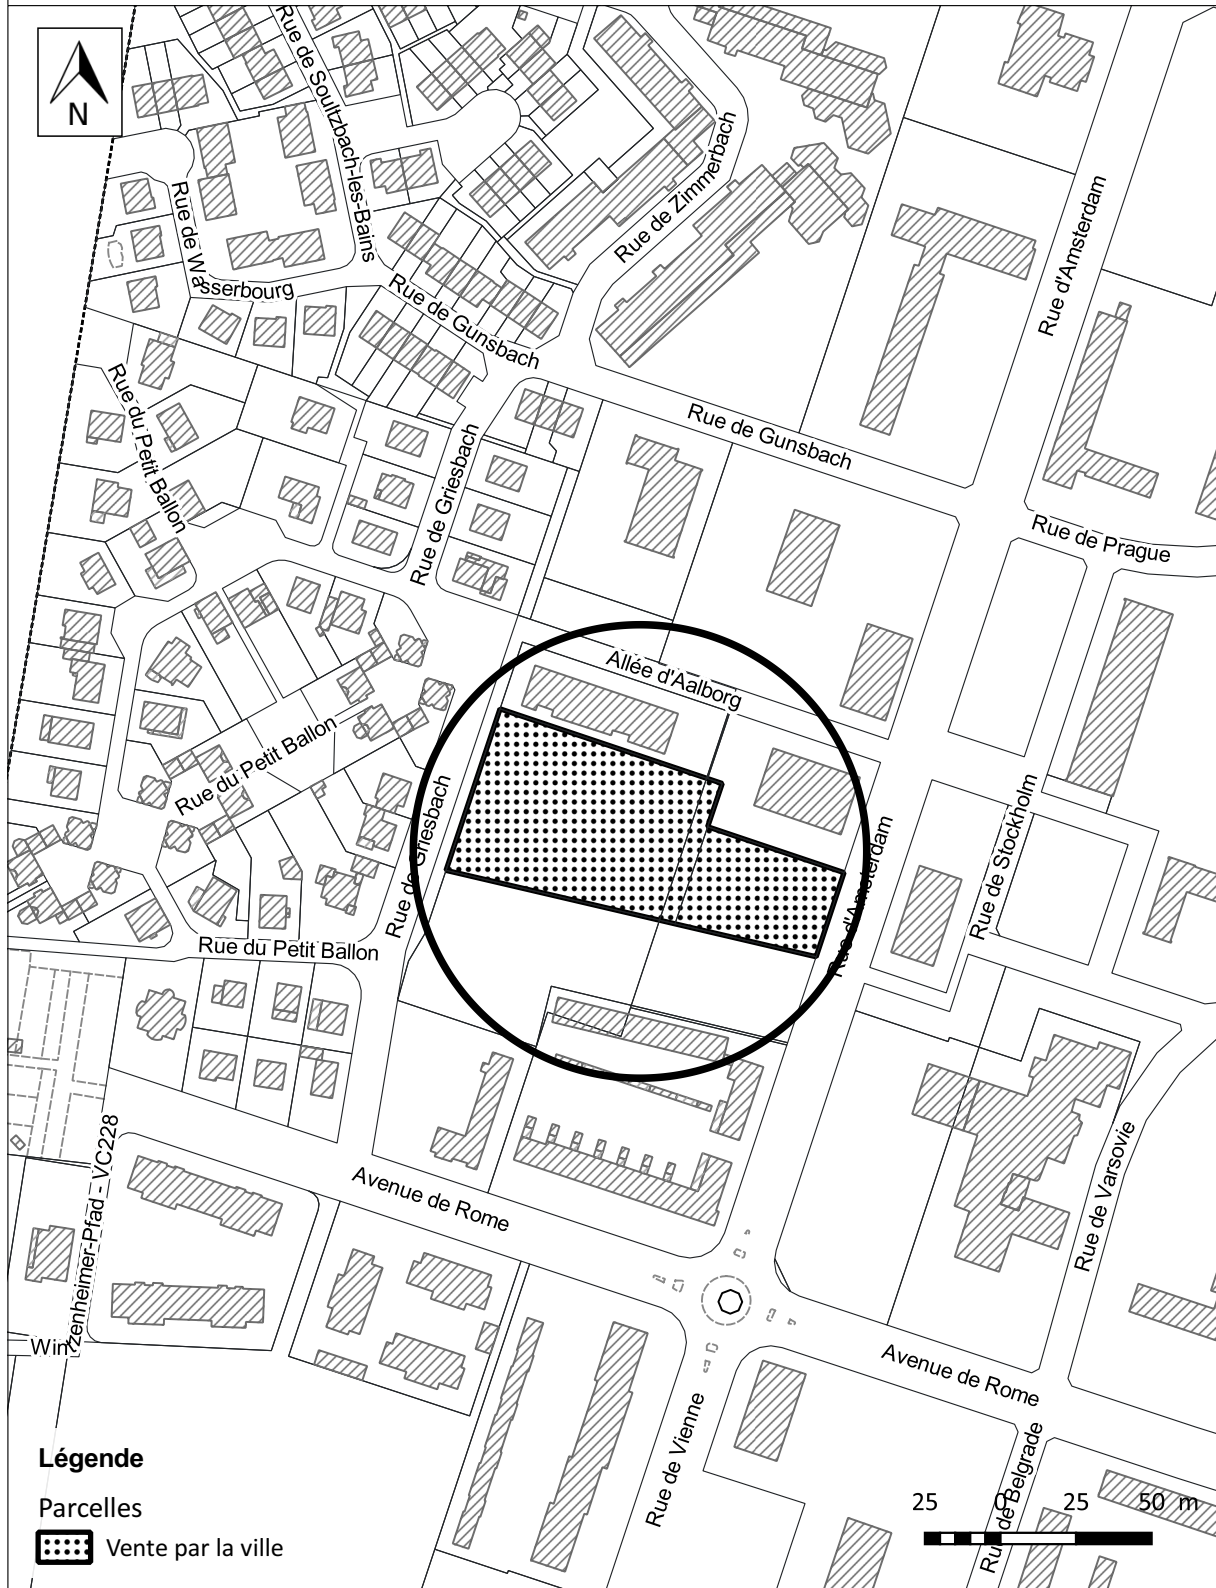 N
Rue de Soultzbach-les-Bains
Rue de Zimmerbach
Rue d'Amsterdam
Rue de Wasserbourg
Rue de Gunsbach
Rue du Petit Ballon
Rue de Griesbach
Rue de Gunsbach
Rue de Prague
Allée d'Aalborg
Rue du Petit Ballon
Rue de Griesbach
Rue d'Amsterdam
Rue de Stockholm
Rue du Petit Ballon
Winzenheimer-Pfad - VC228
Avenue de Rome
Rue de Varsovie
Avenue de Rome
Rue de Vienne
Rue de Belgrade
Légende
Parcelles
Vente par la ville
25 0 25 50 m